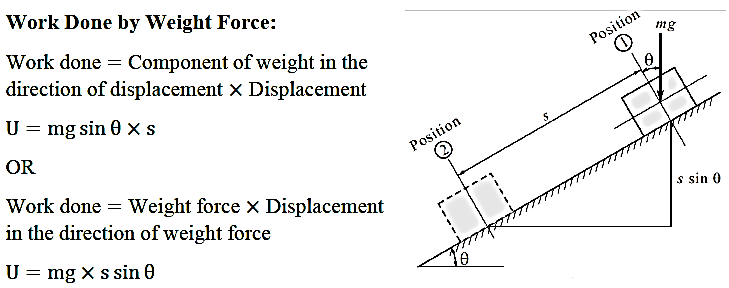 Work Done by Weight Force:
Work done = Component of weight in the
direction of displacement × Displacement
U = mg sin θ × s
OR
Work done = Weight force × Displacement
in the direction of weight force
U = mg × s sin θ
Position
1
mg
θ
s
Position
2
s sin θ
θ